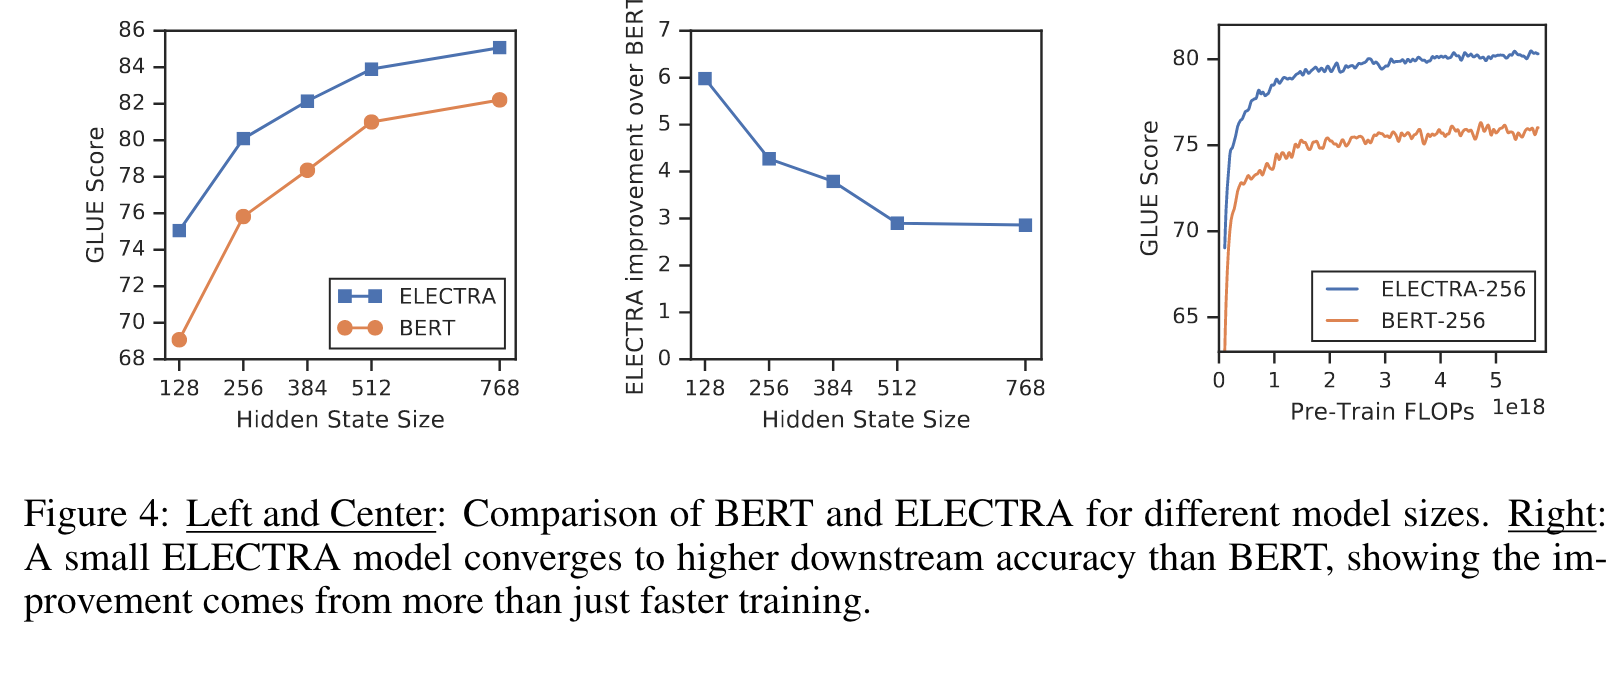 86
84
82
80
78
76
74
72
70
68
GLUE Score
ELECTRA
BERT
128 256 384 512 768
Hidden State Size
7
6
5
4
3
2
1
0
ELECTRA improvement over BERT
128 256 384 512 768
Hidden State Size
80
75
70
65
GLUE Score
ELECTRA-256
BERT-256
0 1 2 3 4 5
Pre-Train FLOPs 1e18
Figure 4: Left and Center: Comparison of BERT and ELECTRA for different model sizes. Right:
A small ELECTRA model converges to higher downstream accuracy than BERT, showing the im-
provement comes from more than just faster training.